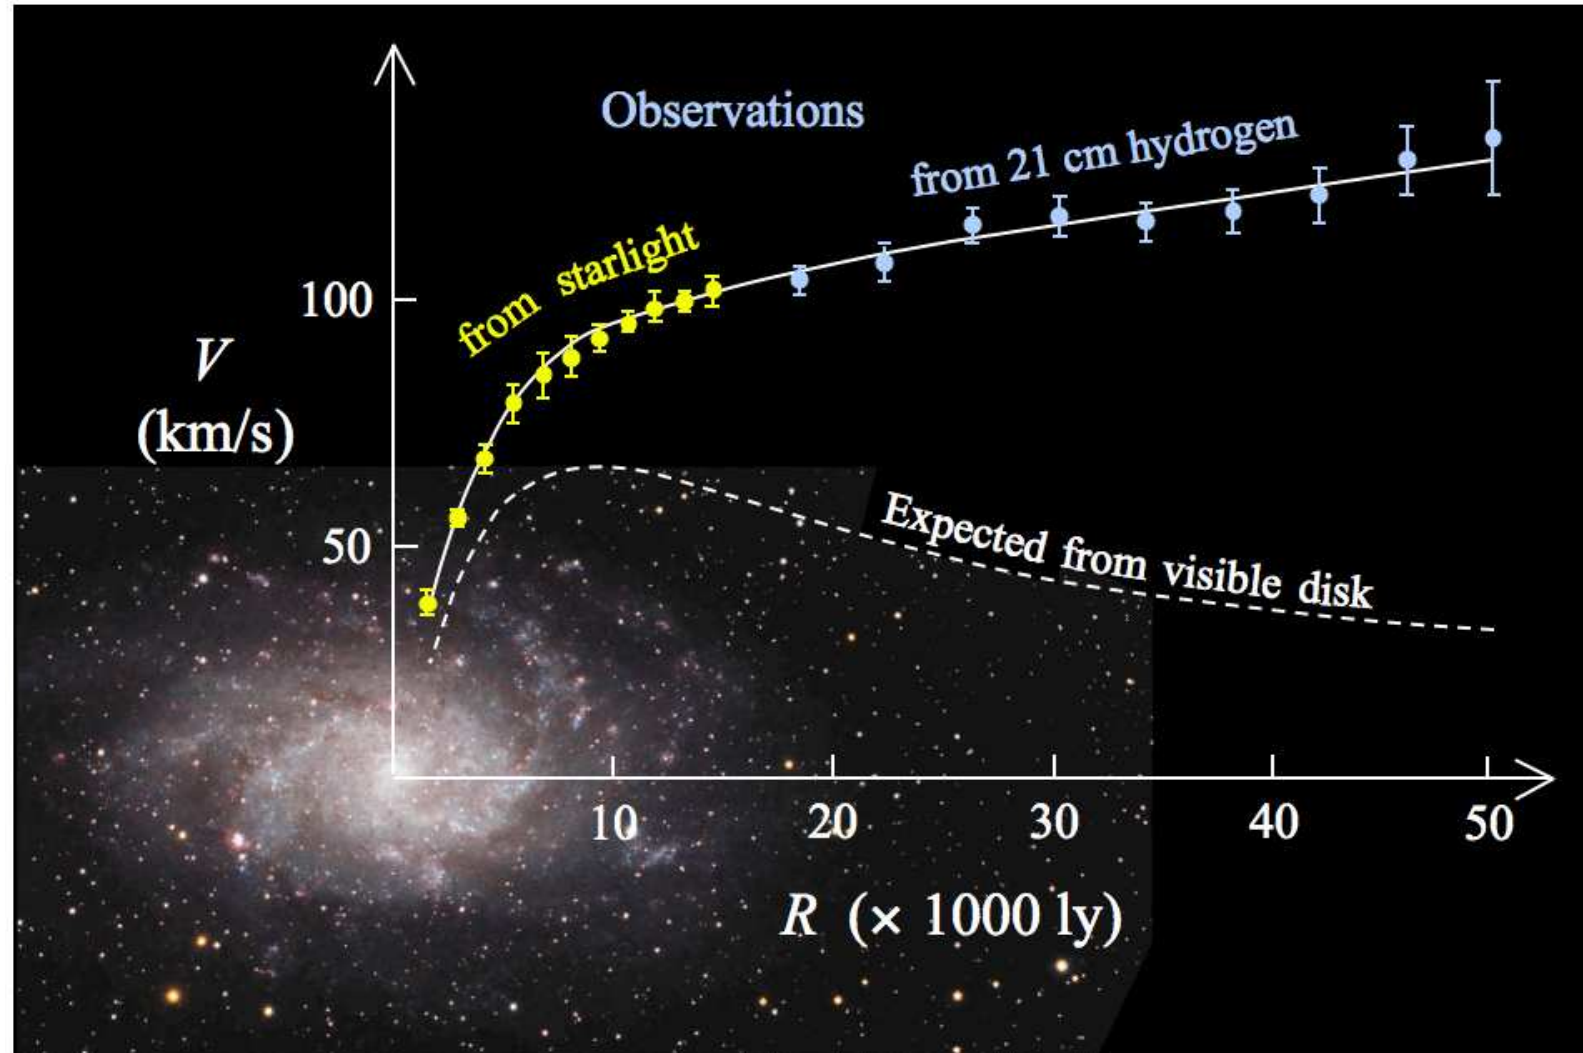 Observations
from 21 cm hydrogen
from starlight
100
V
(km/s)
50
Expected from visible disk
10
20
30
40
50
R (× 1000 ly)